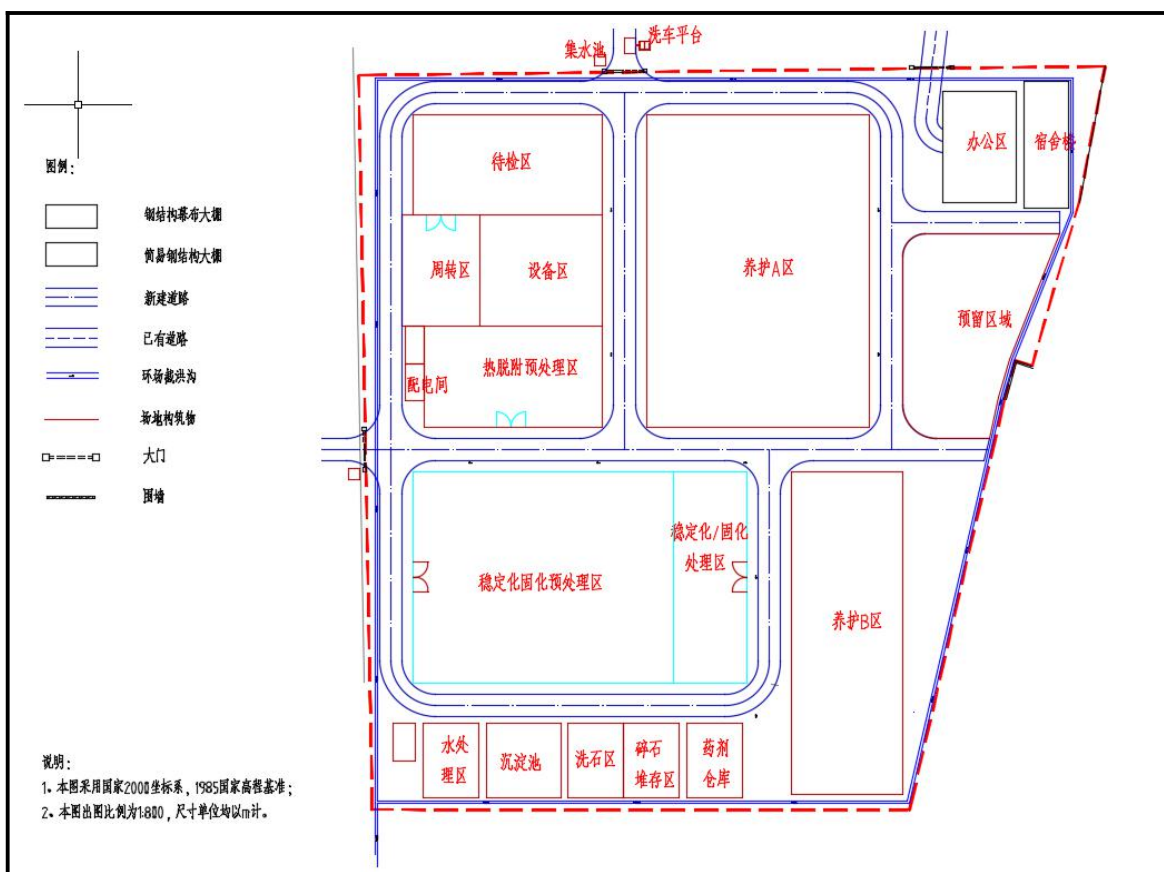 洗车平台
集水池
待检区
办公区
宿舍楼
图例：
钢结构幕布大棚
简易钢结构大棚
新建道路
已有道路
环场截洪沟
场地构筑物
大门
围墙
周转区
设备区
养护A区
预留区域
热脱附预处理区
配电间
稳定化/固化
处理区
稳定化固化预处理区
养护B区
水处
理区
沉淀池
洗石区
碎石
堆存区
药剂
仓库
说明：
1。本图采用国家2000坐标系，1985国家高程基准；
2。本图出图比例为1:800，尺寸单位均以m计。